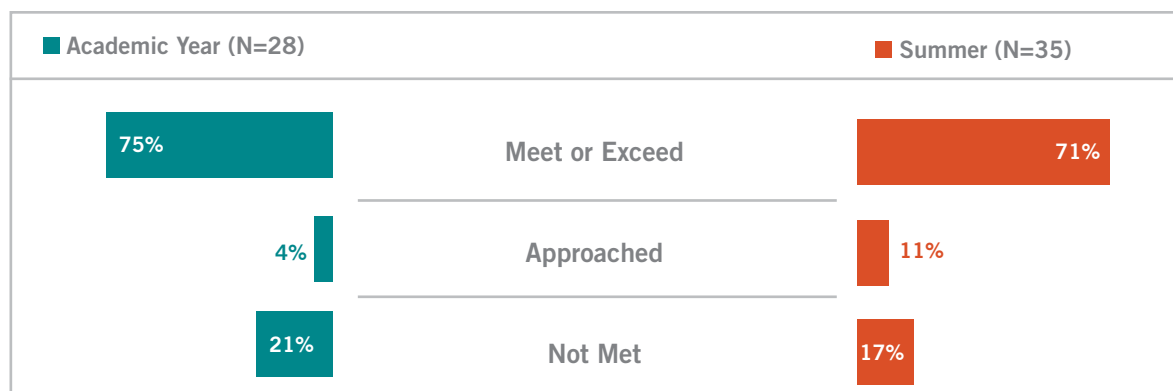 Academic Year (N=28)
Summer (N=35)
75%
Meet or Exceed
71%
4%
Approached
11%
21%
Not Met
17%